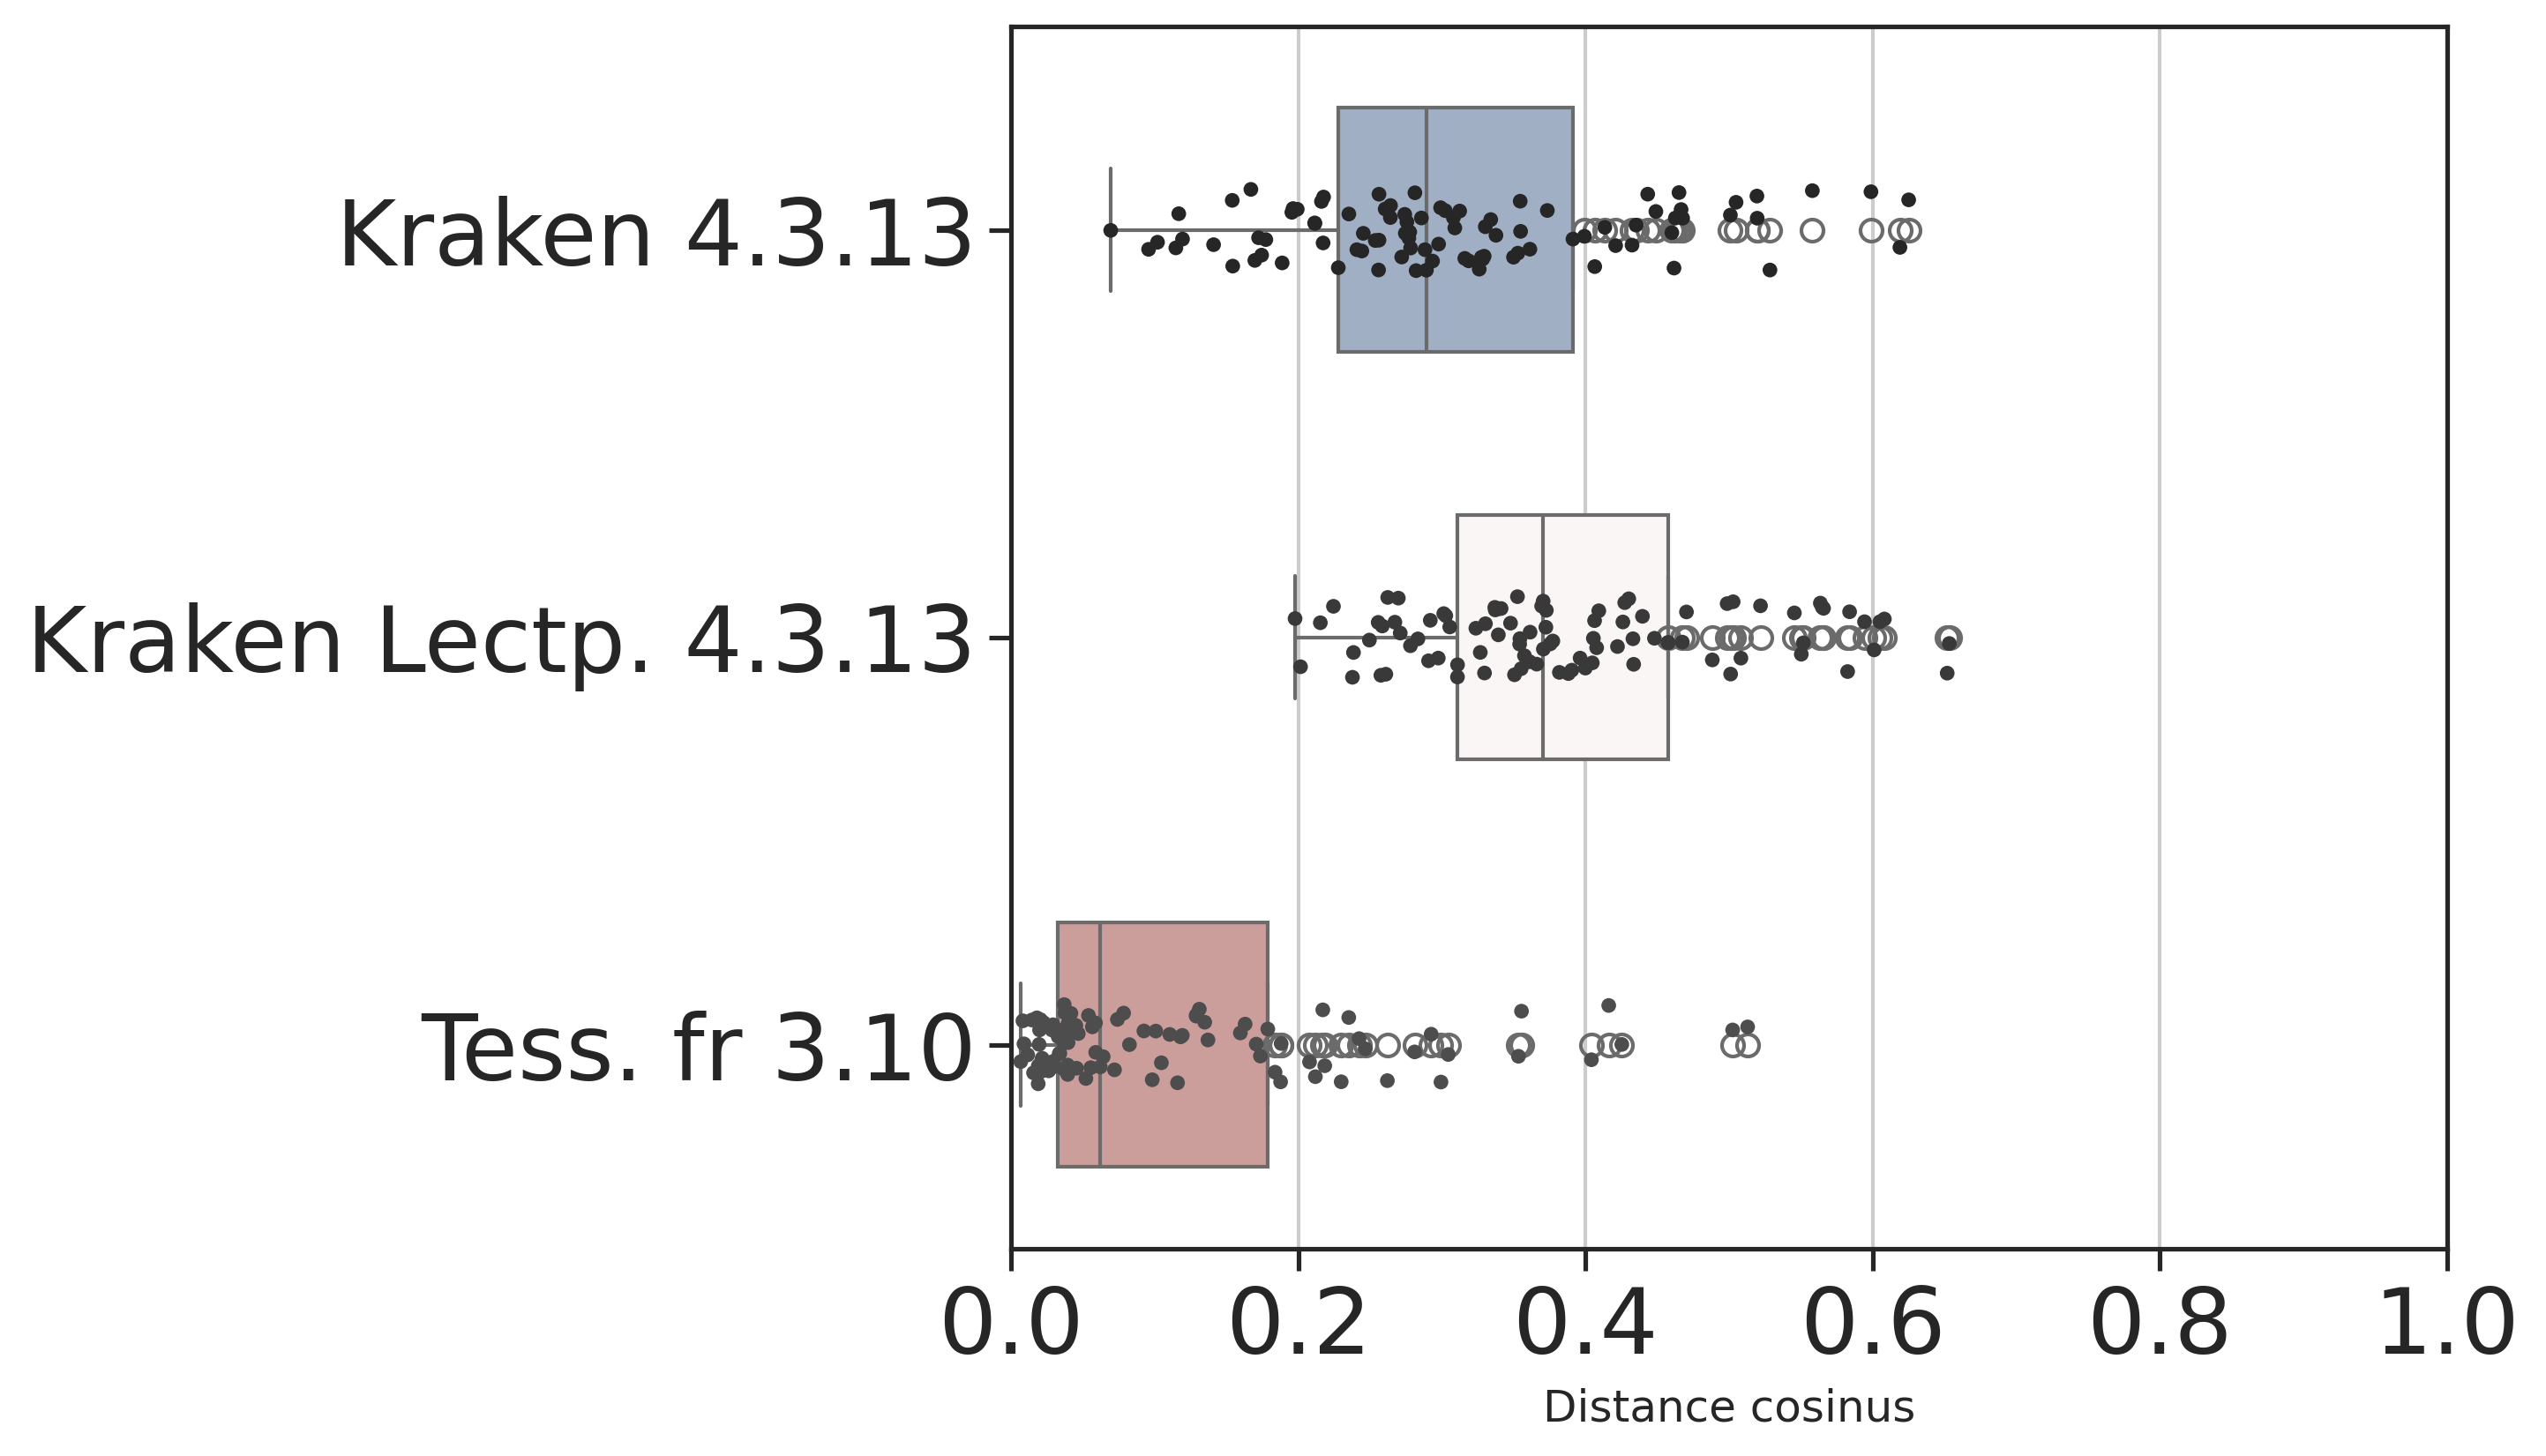 Kraken 4.3.13
Kraken Lectp. 4.3.13
Tess. fr 3.10
0.0 0.2 0.4 0.6 0.8 1.0
Distance cosinus